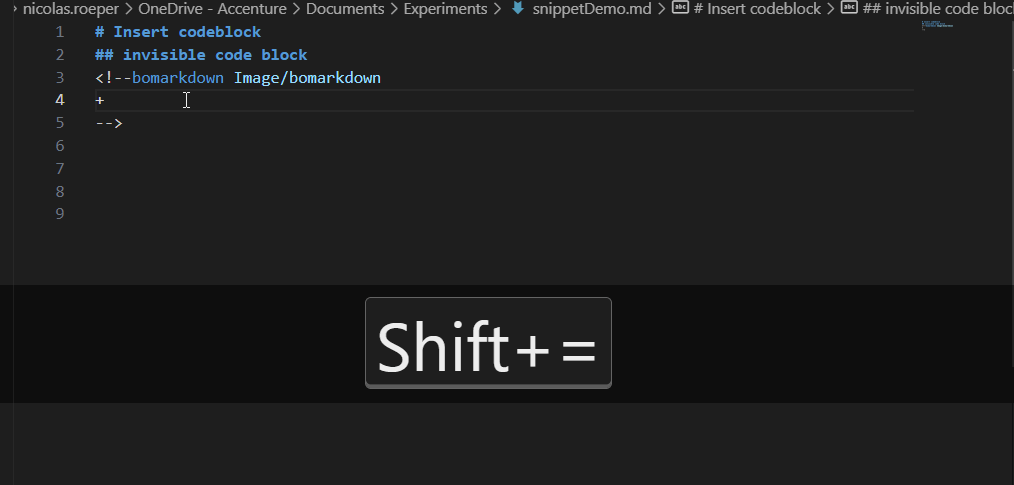 nicolas.roeper > OneDrive - Accenture > Documents > Experiments > snippetDemo.md > # Insert codeblock > ## invisible code bloc
1 # Insert codeblock
2 ## invisible code block
3 <!--bomarkdown Image/bomarkdown
4 +
5 -->
6
7
8
9
Shift+=